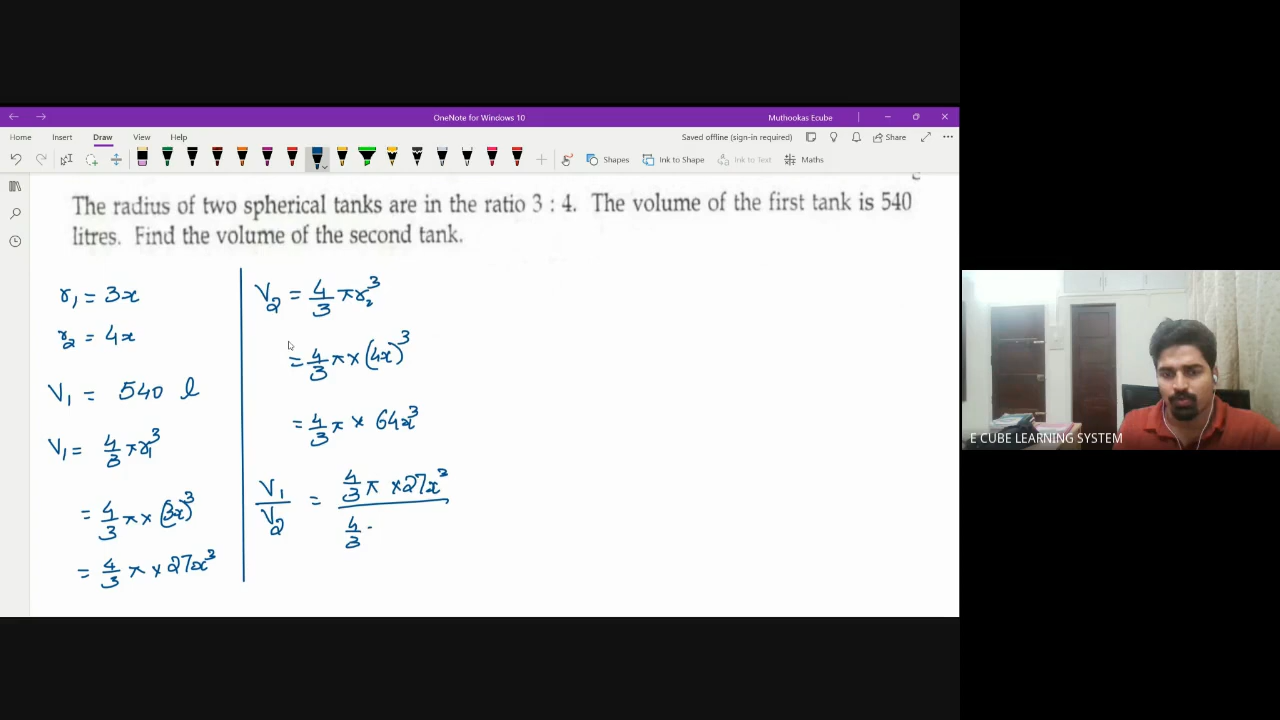 OneNote for Windows 10
Muthookas Ecube
Home Insert Draw View Help
Saved offline (sign-in required)
Share
Shapes
Ink to Shape
Ink to Text
Maths
The radius of two spherical tanks are in the ratio 3 : 4. The volume of the first tank is 540
litres. Find the volume of the second tank.
r₁ = 3x
r₂ = 4x
V₁ = 540 l
V₁ = 4/3 πr₁³
= 4/3 π × (3x)³
= 4/3 π × 27x³
V₂ = 4/3 πr₂³
= 4/3 π × (4x)³
= 4/3 π × 64x³
V₁/V₂ = 4/3 π × 27x³ / 4/3
E CUBE LEARNING SYSTEM